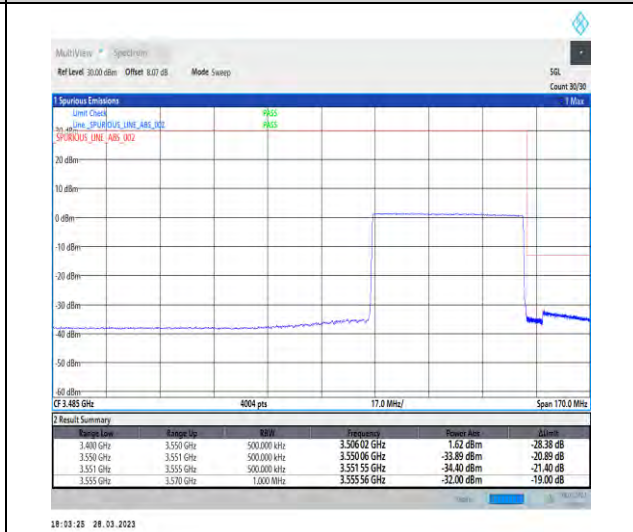 MultiView Spectrum
Ref Level 30.00 dBm Offset 8.07 dB Mode Sweep SGL
Count 30/30
1 Spurious Emissions 1 Max
Limit Check PASS
Line _SPURIOUS_LINE_ABS_002 PASS
_SPURIOUS_LINE_ABS_002
20 dBm
10 dBm
0 dBm
-10 dBm
-20 dBm
-30 dBm
-40 dBm
-50 dBm
-60 dBm
CF 3.485 GHz 4004 pts 17.0 MHz/ Span 170.0 MHz
2 Result Summary
Range Low Range Up RBW Frequency Power Abs ΔLimit
3.400 GHz 3.550 GHz 500.000 kHz 3.506 02 GHz 1.62 dBm -28.38 dB
3.550 GHz 3.551 GHz 500.000 kHz 3.550 06 GHz -33.89 dBm -20.89 dB
3.551 GHz 3.555 GHz 500.000 kHz 3.551 55 GHz -34.40 dBm -21.40 dB
3.555 GHz 3.570 GHz 1.000 MHz 3.555 56 GHz -32.00 dBm -19.00 dB
18:03:25 28.03.2023